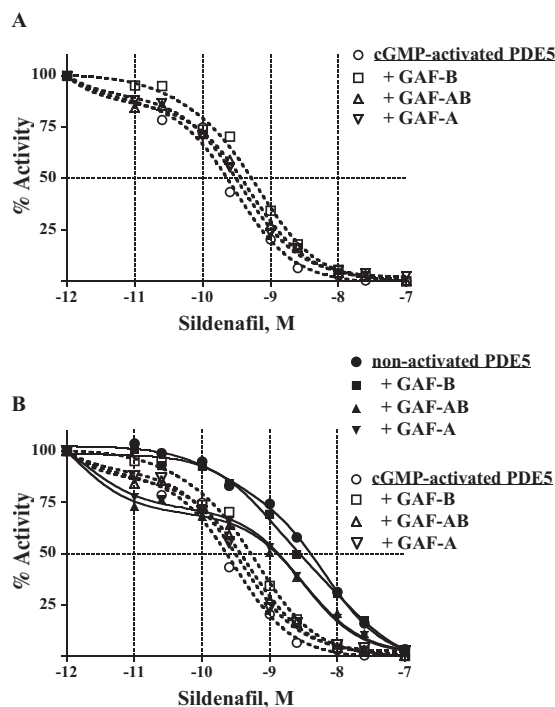 A
cGMP-activated PDE5
+ GAF-B
+ GAF-AB
+ GAF-A
100
75
50
25
% Activity
-12 -11 -10 -9 -8 -7
Sildenafil, M
non-activated PDE5
+ GAF-B
+ GAF-AB
+ GAF-A
B
cGMP-activated PDE5
+ GAF-B
+ GAF-AB
+ GAF-A
100
75
50
25
% Activity
-12 -11 -10 -9 -8 -7
Sildenafil, M